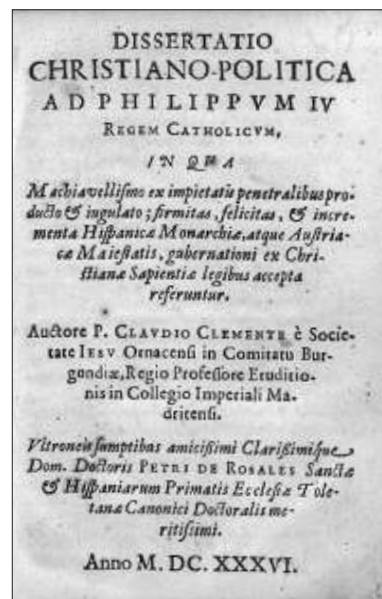 DISSERTATIO
CHRISTIANO-POLITICA
AD PHILIPPVM IV
REGEM CATHOLICVM,
IN QVA
Machiavellismo ex impietatis penetralibus pro-
ducto & iugulato; firmitas, felicitas, & incre-
menta Hispanicæ Monarchiæ, atque Austria-
cæ Maiestatis, gubernationi ex Chri-
stianæ Sapientiæ legibus accepta
referuntur.
Auctore P. CLAVDIO CLEMENTE è Socie-
tate IESV Ornacensi in Comitatu Bur-
gundiæ, Regio Professore Eruditio-
nis in Collegio Imperiali Ma-
dritensi.
sumptibus amicissimi Clarissimique
Dom. Doctoris PETRI DE ROSALES Sanctæ
& Hispaniarum Primatis Ecclesiæ Tole-
tanæ Canonici Doctoralis me-
ritissimi.
Anno M. DC. XXXVI.